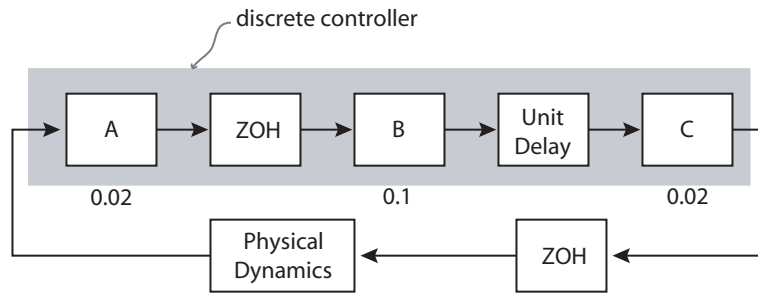 discrete controller
A
ZOH
B
Unit
Delay
C
0.02
0.1
0.02
Physical
Dynamics
ZOH